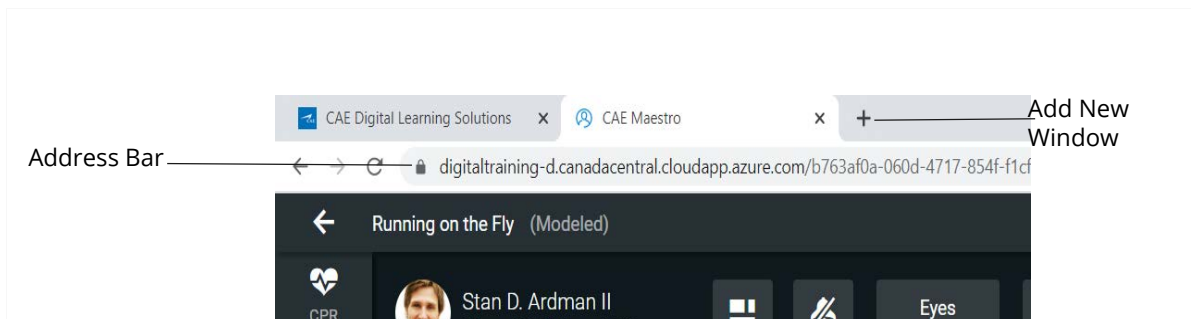 CAE Digital Learning Solutions
CAE Maestro
Add New
Window
Address Bar
digitaltraining-d.canadacentral.cloudapp.azure.com/b763af0a-060d-4717-854f-f1cf
Running on the Fly (Modeled)
CPR
Stan D. Ardman II
Eyes